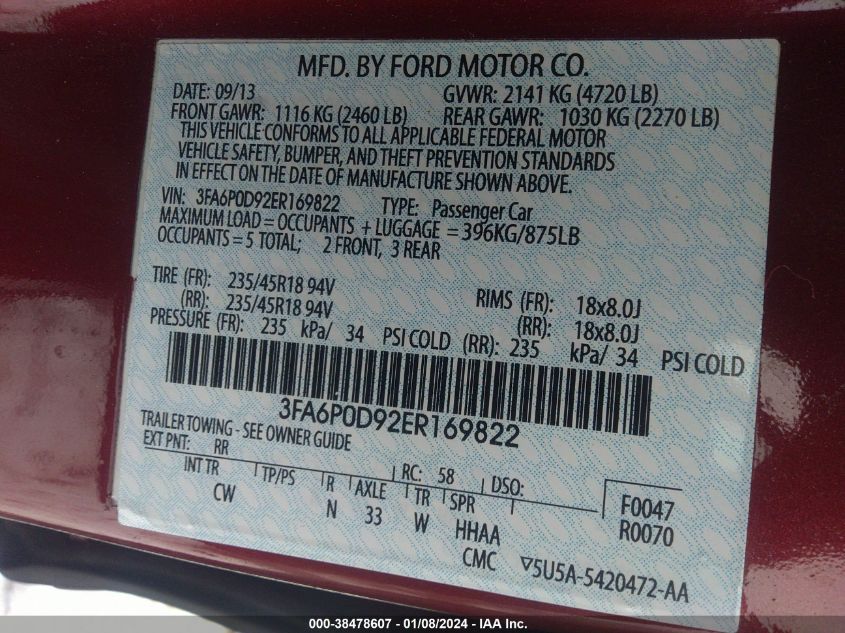 MFD. BY FORD MOTOR CO.
DATE: 09/13 GVWR: 2141 KG (4720 LB)
FRONT GAWR: 1116 KG (2460 LB) REAR GAWR: 1030 KG (2270 LB)
THIS VEHICLE CONFORMS TO ALL APPLICABLE FEDERAL MOTOR
VEHICLE SAFETY, BUMPER, AND THEFT PREVENTION STANDARDS
IN EFFECT ON THE DATE OF MANUFACTURE SHOWN ABOVE.
VIN: 3FA6P0D92ER169822 TYPE: Passenger Car
MAXIMUM LOAD = OCCUPANTS + LUGGAGE = 396KG/875LB
OCCUPANTS = 5 TOTAL; 2 FRONT, 3 REAR
TIRE (FR): 235/45R18 94V RIMS (FR): 18x8.0J
(RR): 235/45R18 94V (RR): 18x8.0J
PRESSURE (FR): 235 kPa/ 34 PSI COLD (RR): 235 kPa/ 34 PSI COLD
3FA6P0D92ER169822
TRAILER TOWING - SEE OWNER GUIDE
EXT PNT: RR RC: 58 DSO:
INT TR TP/PS R AXLE TR SPR F0047
CW N 33 W HHAA R0070
CMC ▽5U5A-5420472-AA
000-38478607 - 01/08/2024 - IAA Inc.